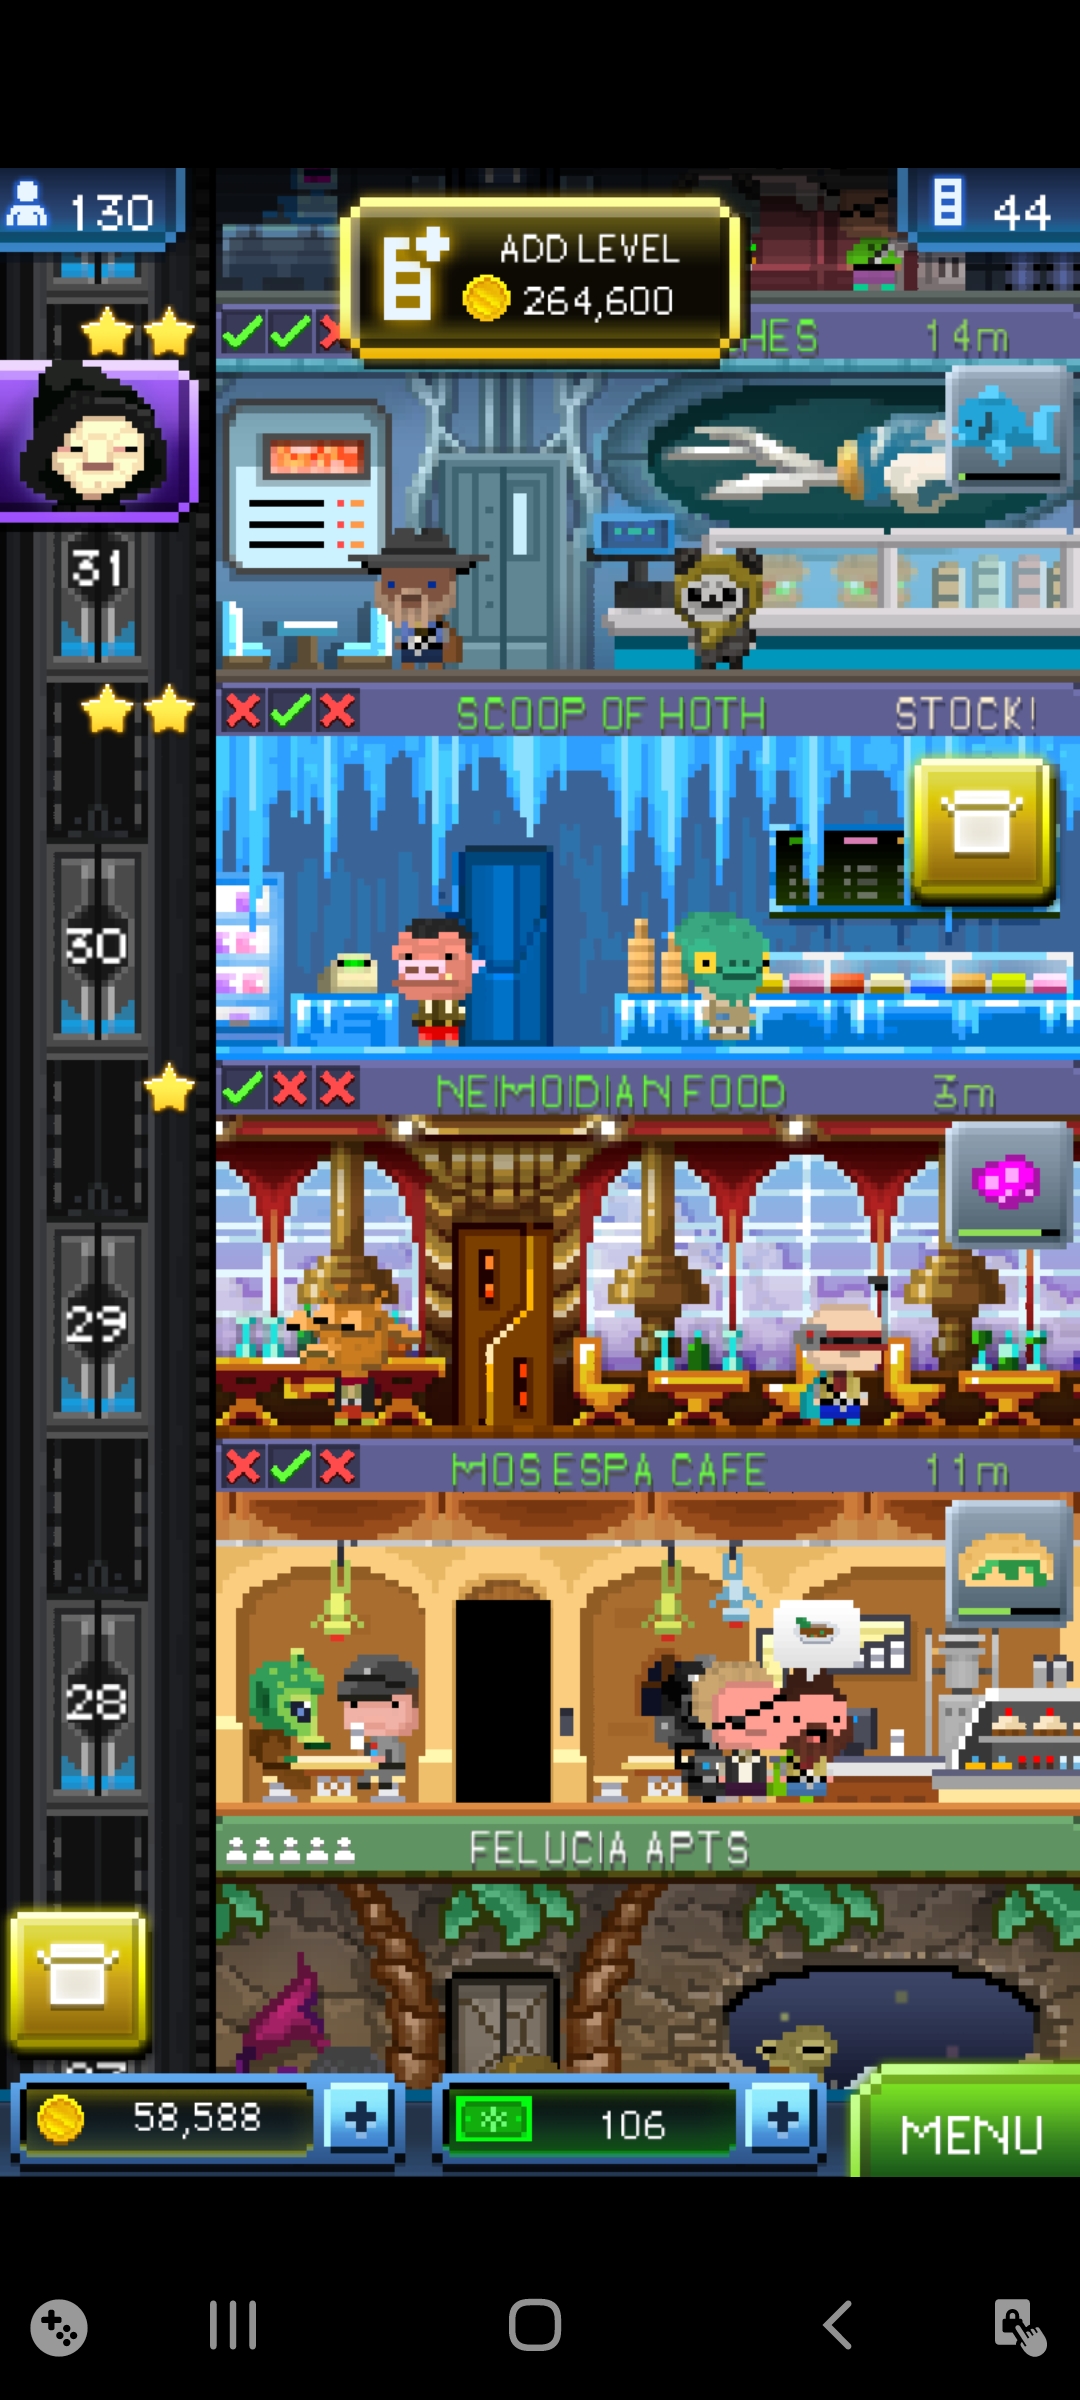 130
44
ADD LEVEL
264,600
14m
31
SCOOP OF HOTH
STOCK!
30
NEIMOIDIAN FOOD
3m
29
MOS ESPA CAFE
11m
28
FELUCIA APTS
58,588
106
MENU